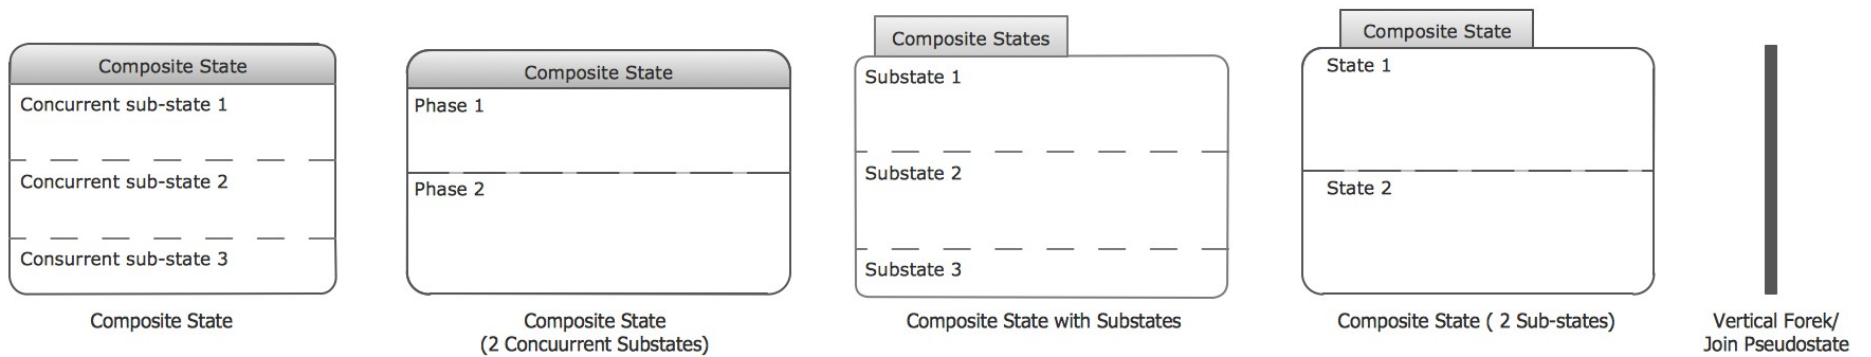 Composite State
Concurrent sub-state 1
Concurrent sub-state 2
Consurrent sub-state 3
Composite State
Composite State
Phase 1
Phase 2
Composite State
(2 Concuurrent Substates)
Composite States
Substate 1
Substate 2
Substate 3
Composite State with Substates
Composite State
State 1
State 2
Composite State ( 2 Sub-states)
Vertical Forek/
Join Pseudostate